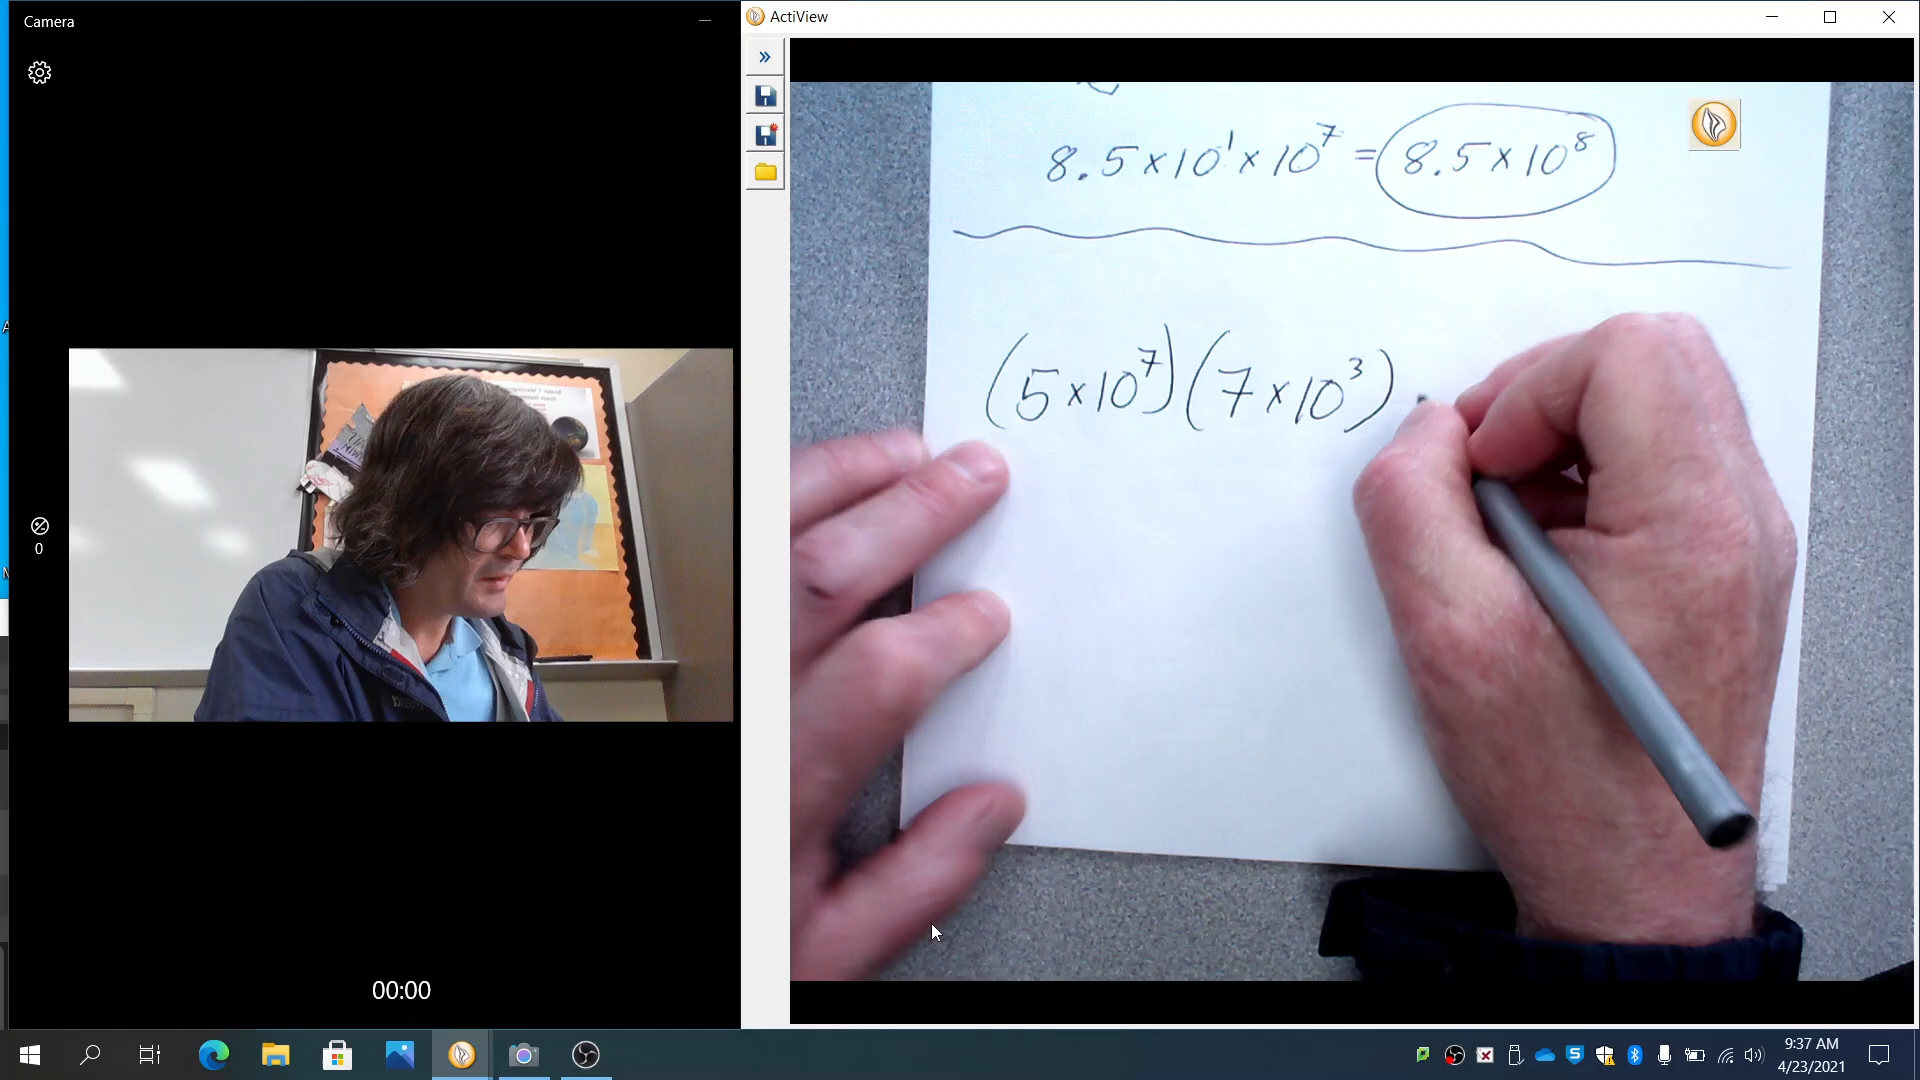 Camera
ActiView
8.5×10¹×10⁷=8.5×10⁸
(5×10⁷)(7×10³)
0
00:00
9:37 AM
4/23/2021